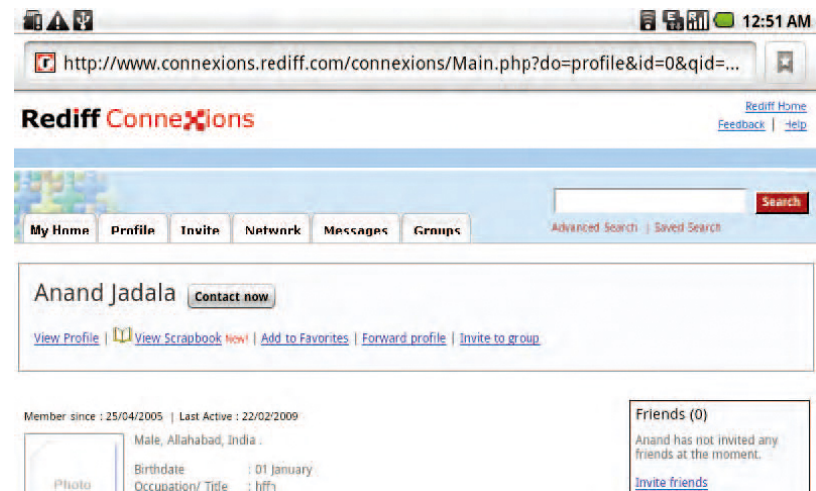 12:51 AM
http://www.connexions.rediff.com/connexions/Main.php?do=profile&id=0&qid=...
Rediff ConneXions
Rediff Home
Feedback | Help
Search
My Home Profile Invite Network Messages Groups
Advanced Search | Saved Search
Anand Jadala Contact now
View Profile | View Scrapbook New! | Add to Favorites | Forward profile | Invite to group
Member since : 25/04/2005 | Last Active : 22/02/2009
Friends (0)
Male, Allahabad, India .
Anand has not invited any
friends at the moment.
Birthdate : 01 January
Photo
Occupation/ Title :
Invite friends